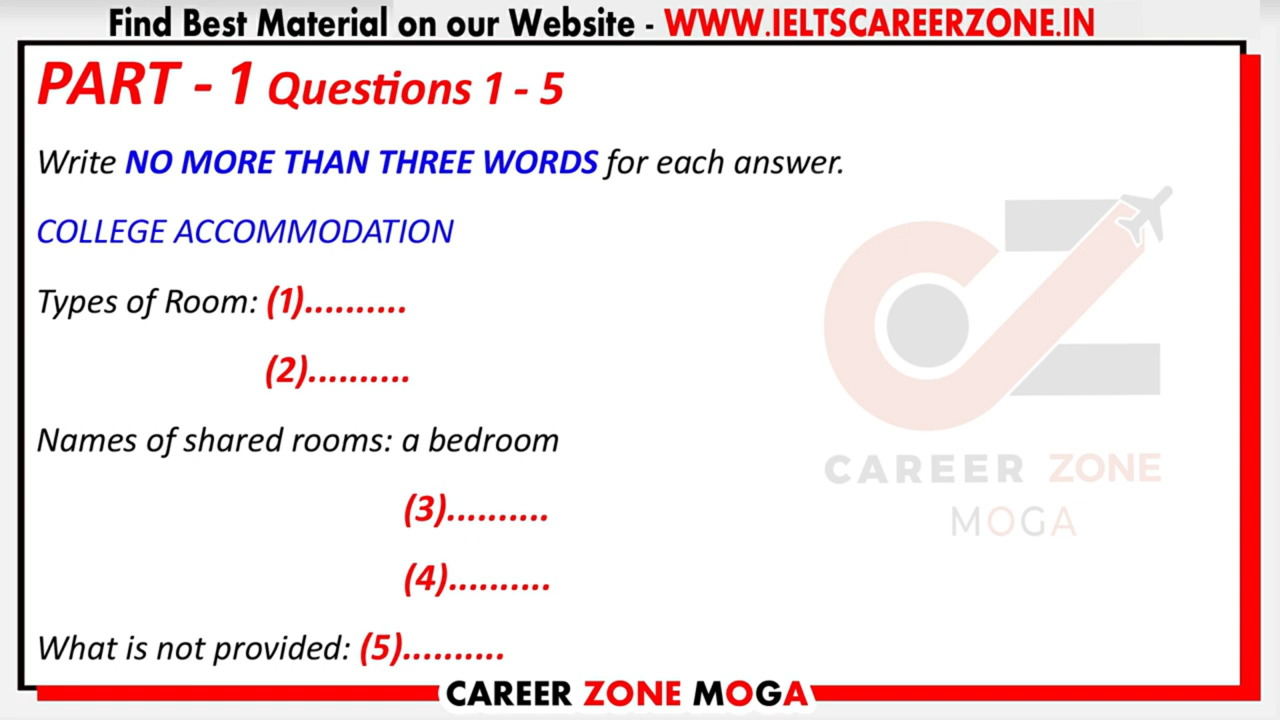 Find Best Material on our Website - WWW.IELTSCAREERZONE.IN
PART - 1 Questions 1 - 5
Write NO MORE THAN THREE WORDS for each answer.
COLLEGE ACCOMMODATION
Types of Room: (1)..........
(2)..........
Names of shared rooms: a bedroom
(3)..........
(4)..........
What is not provided: (5)..........
CZ
CAREER ZONE
MOGA
CAREER ZONE MOGA